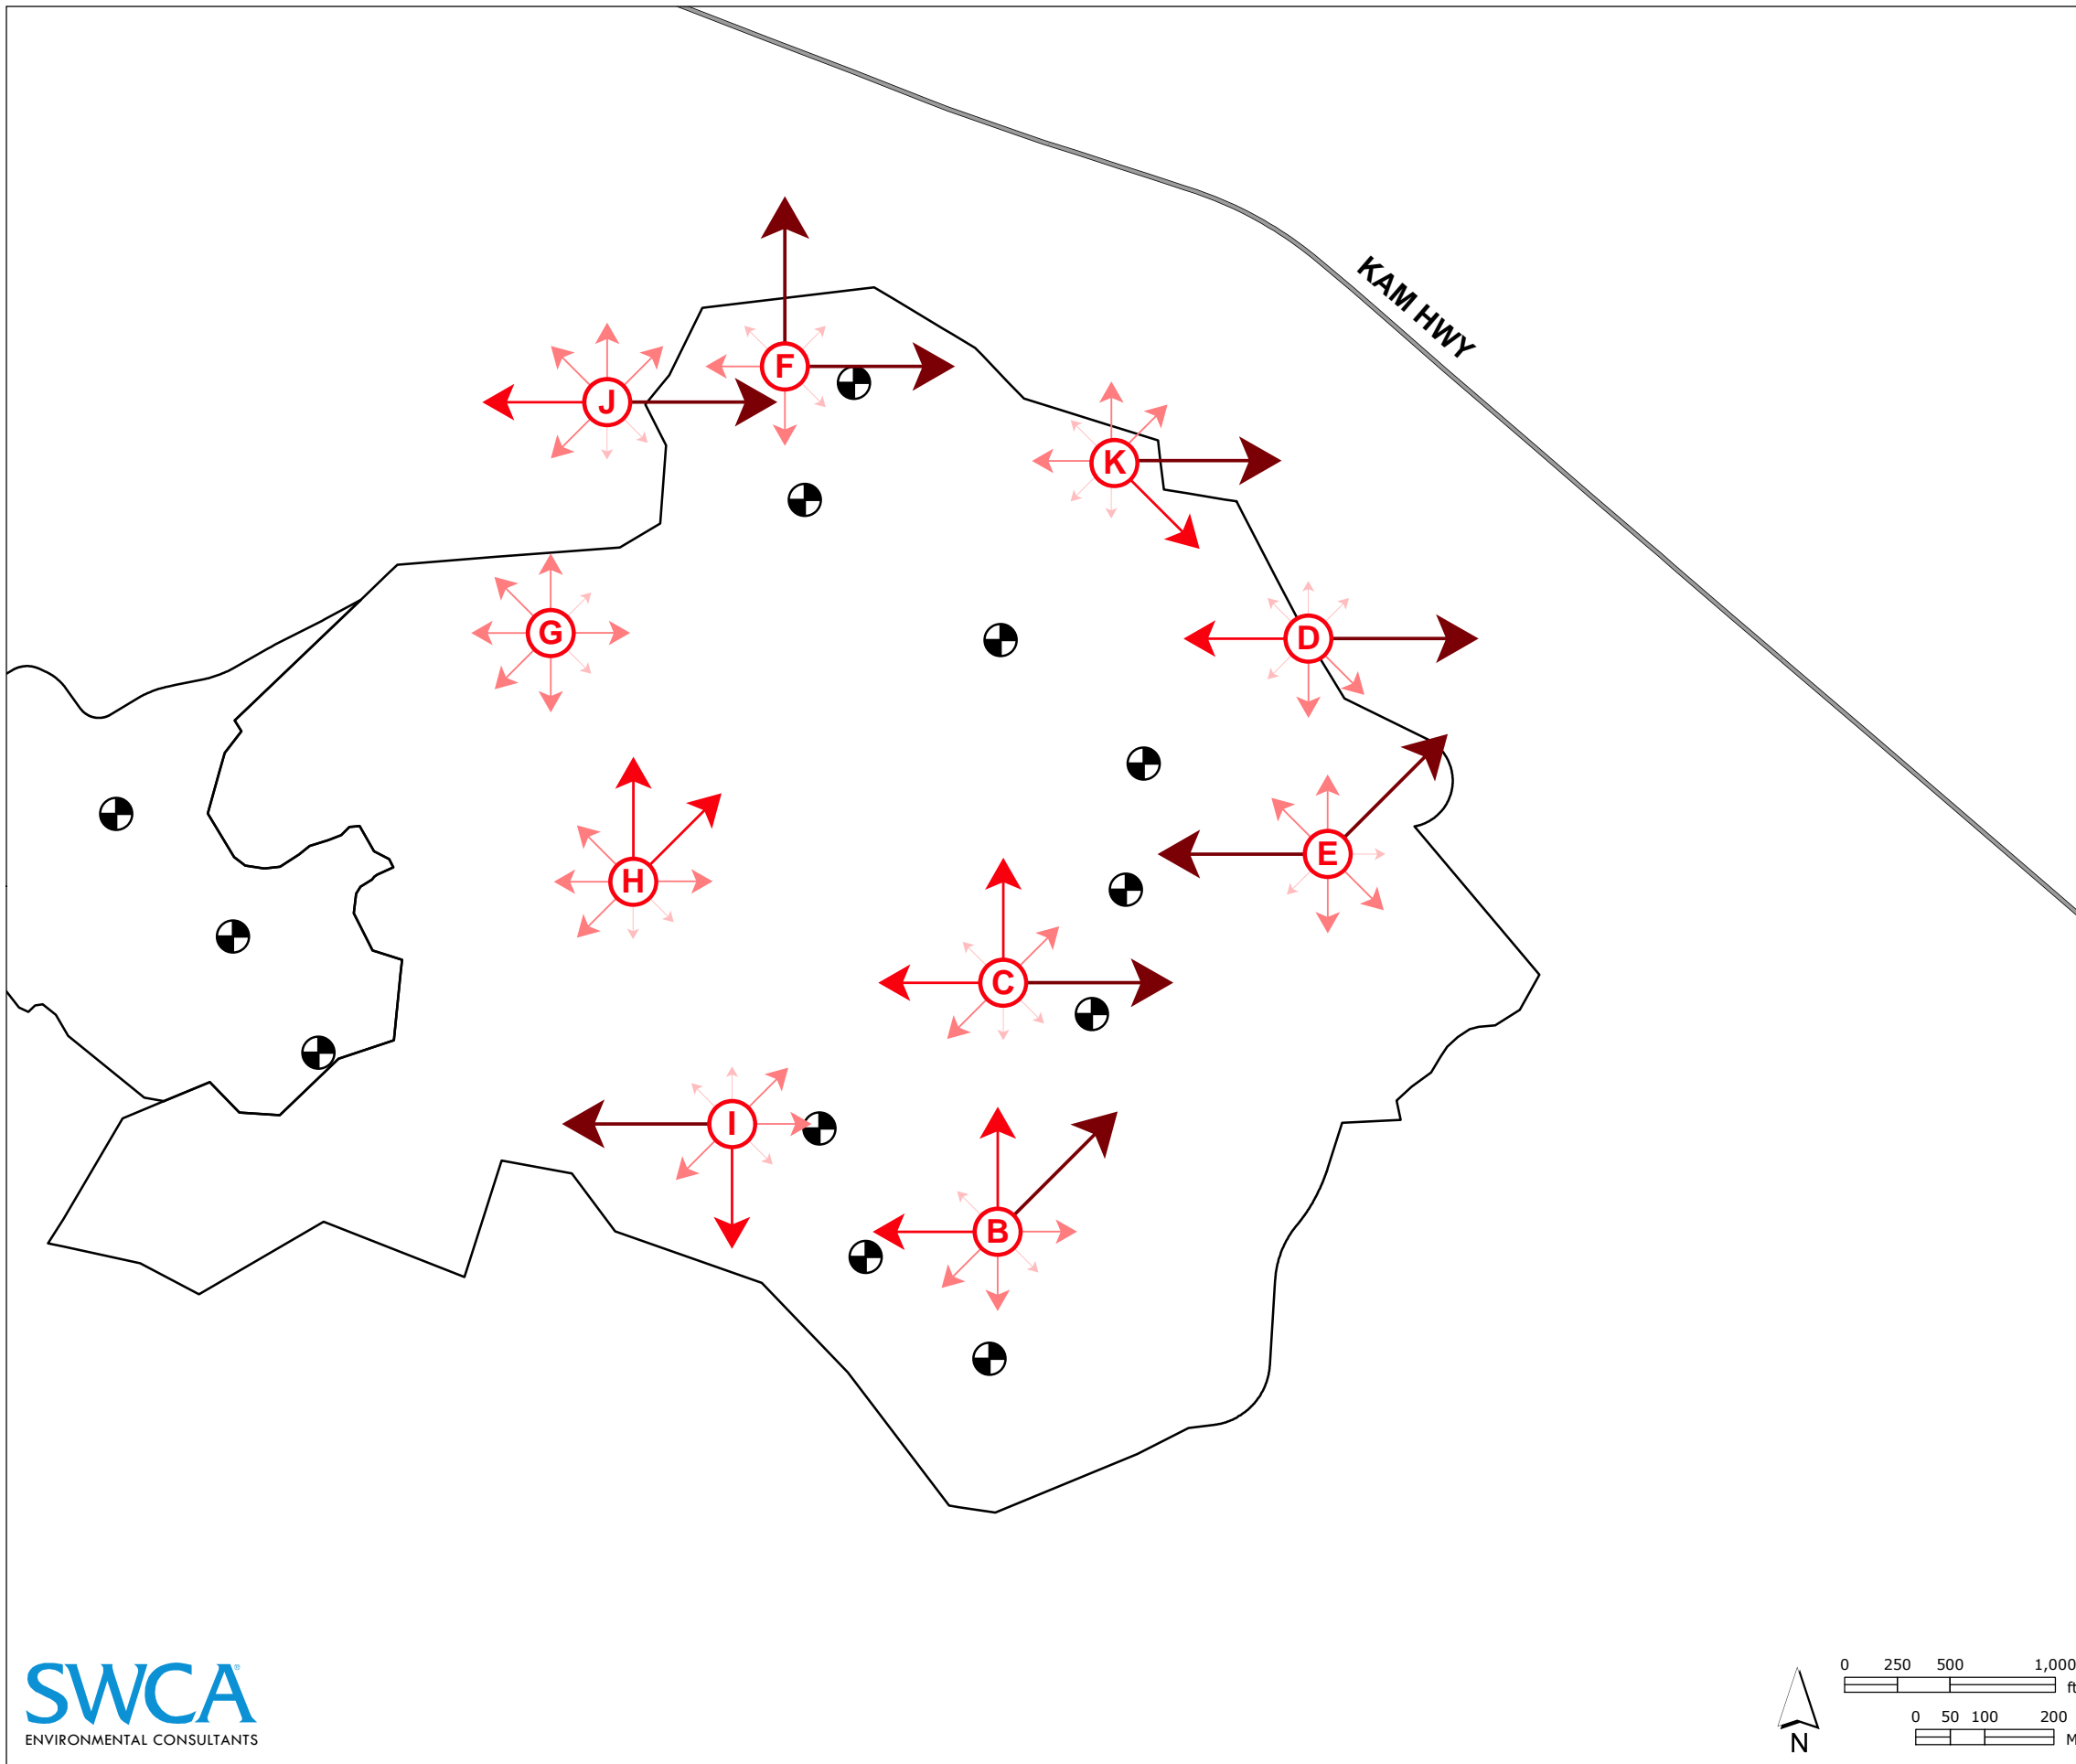 KAM HWY
F
J
K
G
D
E
H
C
I
B
SWCA®
ENVIRONMENTAL CONSULTANTS
N
0 250 500 1,000
ft
0 50 100 200
M